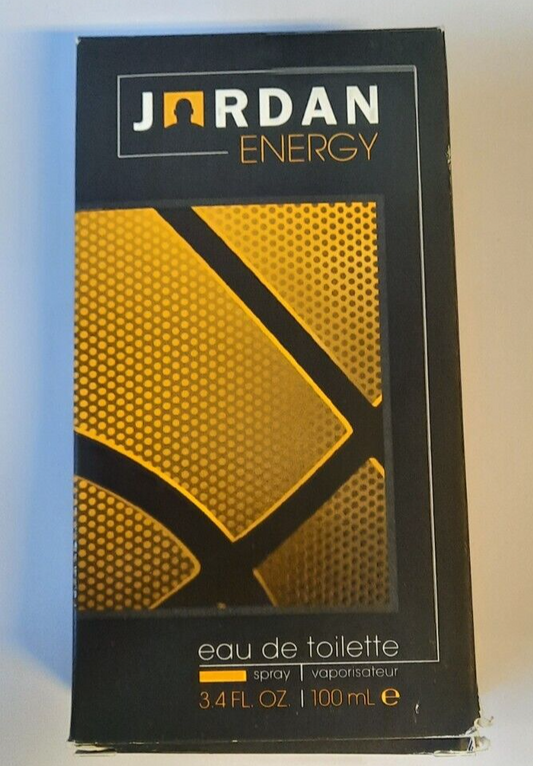 JORDAN
ENERGY
eau de toilette
spray | vaporisateur
3.4 FL. OZ. | 100 mL ℮